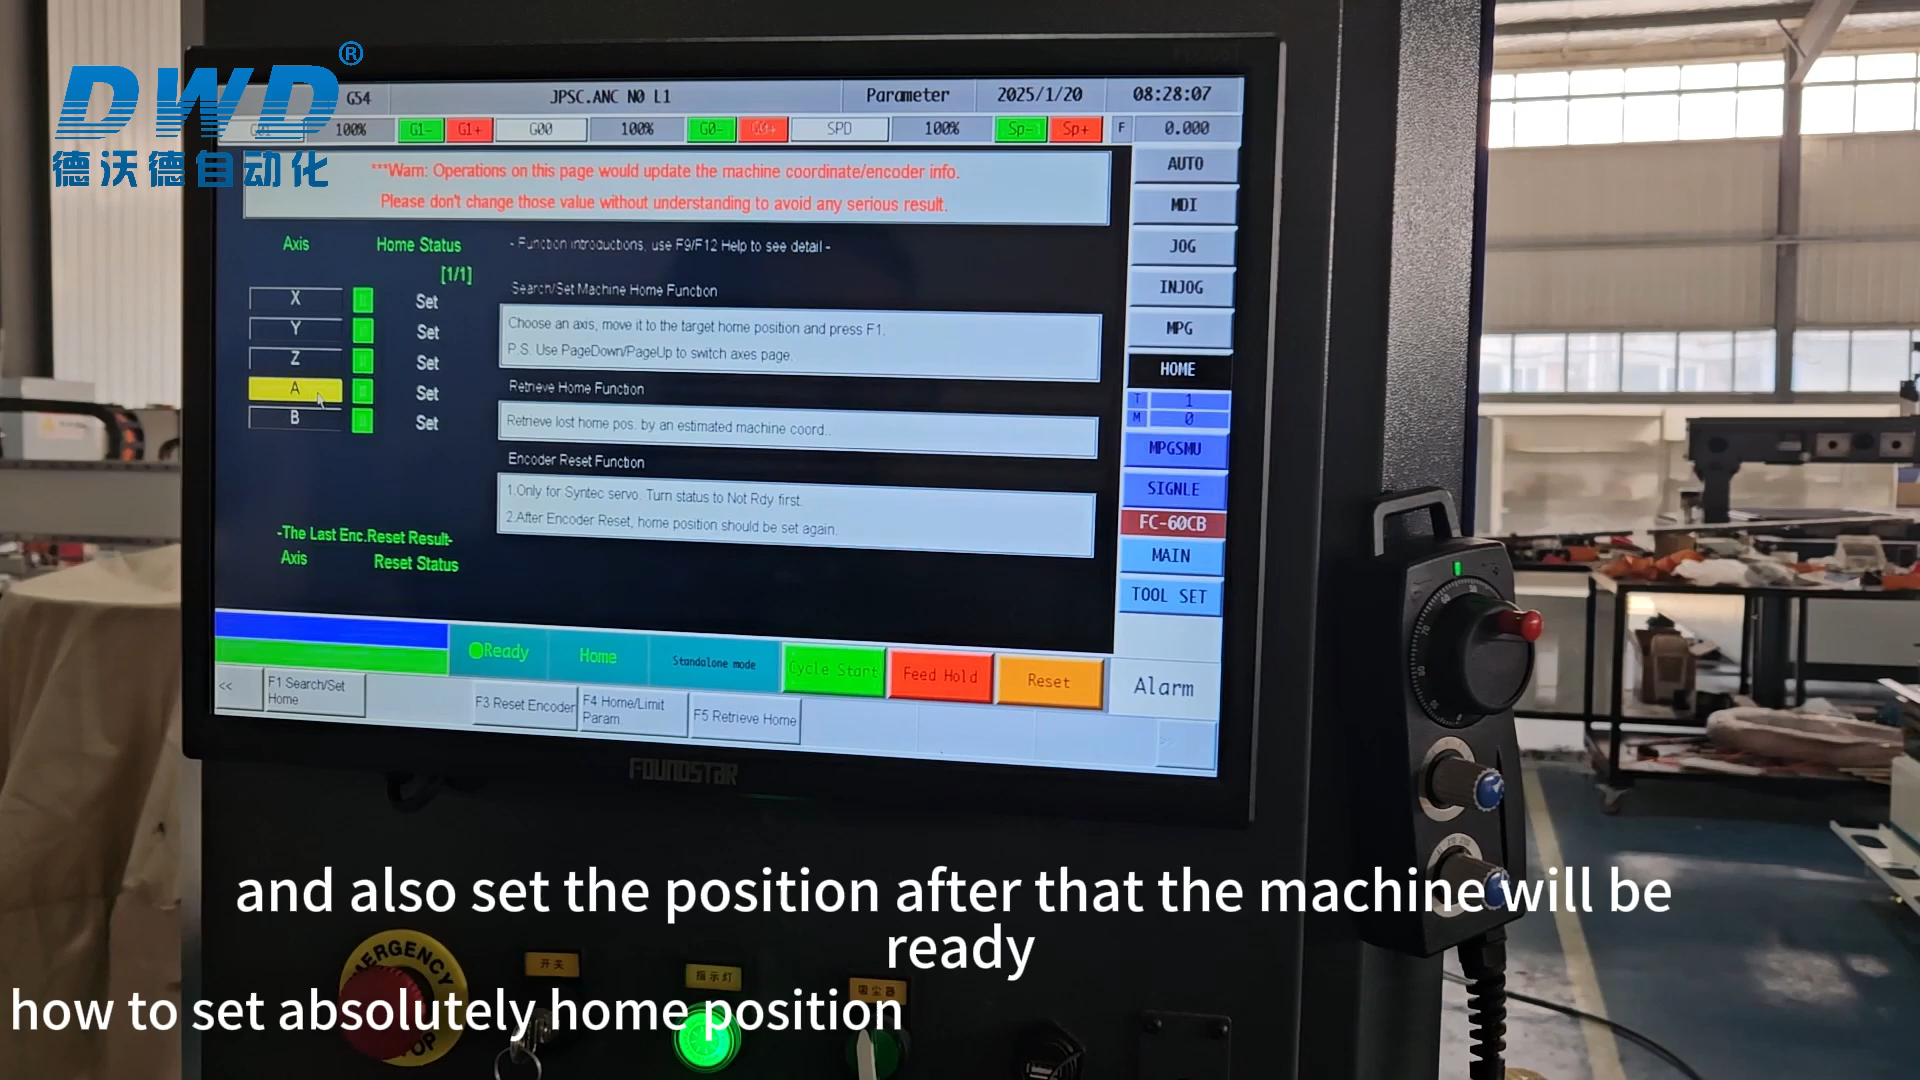 DWD®
德沃德自动化
G54 JPSC.ANC N0 L1 Parameter 2025/1/20 08:28:07
G01 100% G1- G1+ G00 100% G0- G0+ SPD 100% Sp- Sp+ F 0.000
***Warn: Operations on this page would update the machine coordinate/encoder info.
Please don't change those value without understanding to avoid any serious result.
Axis Home Status
[1/1]
X Set
Y Set
Z Set
A Set
B Set
- Function introductions, use F9/F12 Help to see detail -
Search/Set Machine Home Function
Choose an axis, move it to the target home position and press F1.
P.S. Use PageDown/PageUp to switch axes page.
Retrieve Home Function
Retrieve lost home pos. by an estimated machine coord..
Encoder Reset Function
1.Only for Syntec servo. Turn status to Not Rdy first.
2.After Encoder Reset, home position should be set again.
-The Last Enc.Reset Result-
Axis Reset Status
AUTO
MDI
JOG
INJOG
MPG
HOME
T 1
M 0
MPGSMU
SIGNLE
FC-60CB
MAIN
TOOL SET
Ready Home Standalone mode Cycle Start Feed Hold Reset Alarm
<< F1 Search/Set
Home
F3 Reset Encoder
F4 Home/Limit
Param.
F5 Retrieve Home
>>
FOUNDSTAR
and also set the position after that the machine will be
ready
EMERGENCY
开关
指示灯
吸尘器
how to set absolutely home position